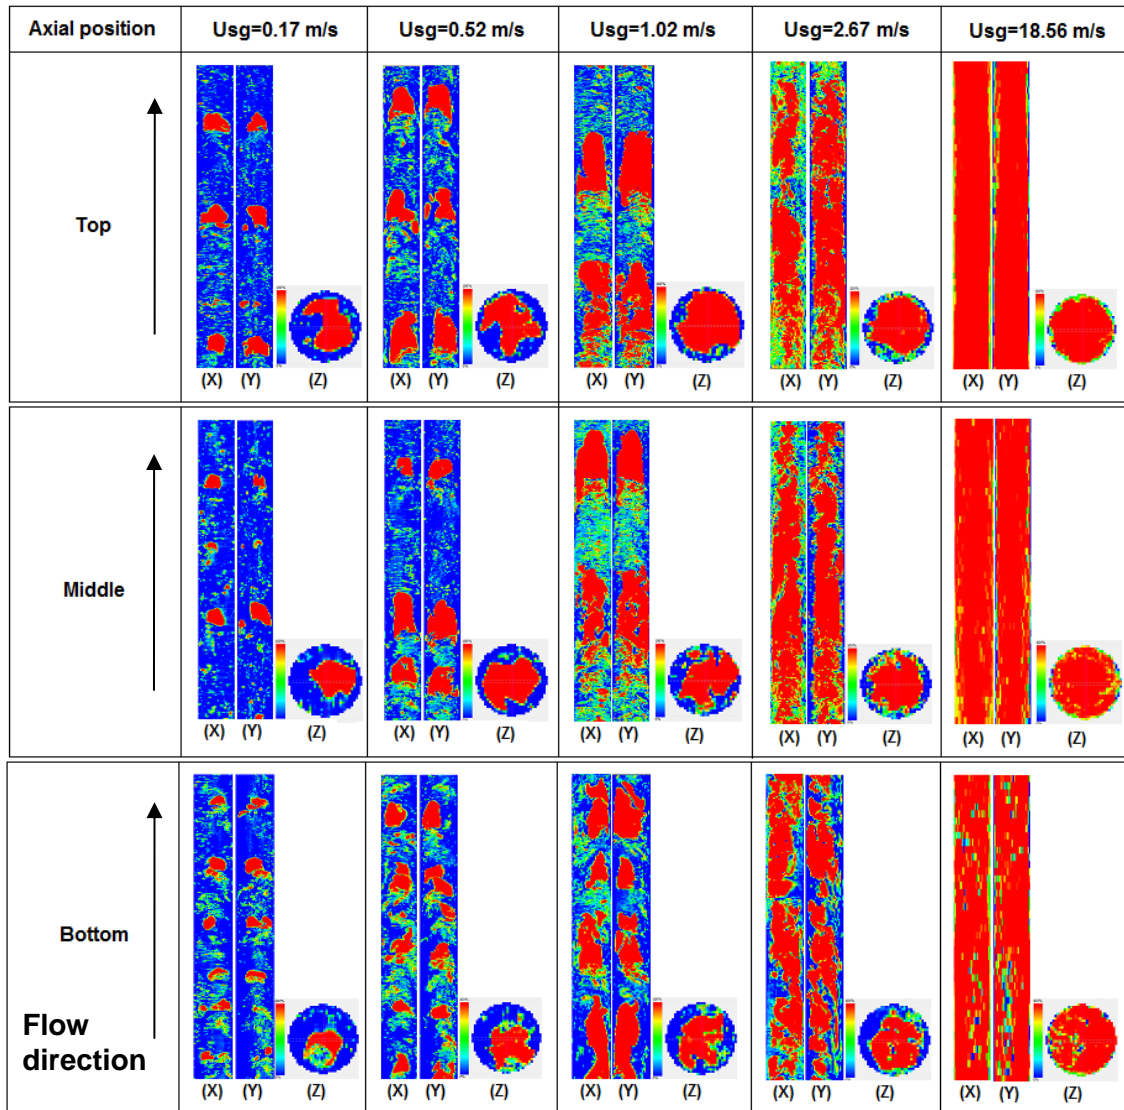 Axial position Usg=0.17 m/s Usg=0.52 m/s Usg=1.02 m/s Usg=2.67 m/s Usg=18.56 m/s
Top
(X) (Y) (Z) (X) (Y) (Z) (X) (Y) (Z) (X) (Y) (Z) (X) (Y) (Z)
Middle
(X) (Y) (Z) (X) (Y) (Z) (X) (Y) (Z) (X) (Y) (Z) (X) (Y) (Z)
Bottom
Flow
direction
(X) (Y) (Z) (X) (Y) (Z) (X) (Y) (Z) (X) (Y) (Z) (X) (Y) (Z)